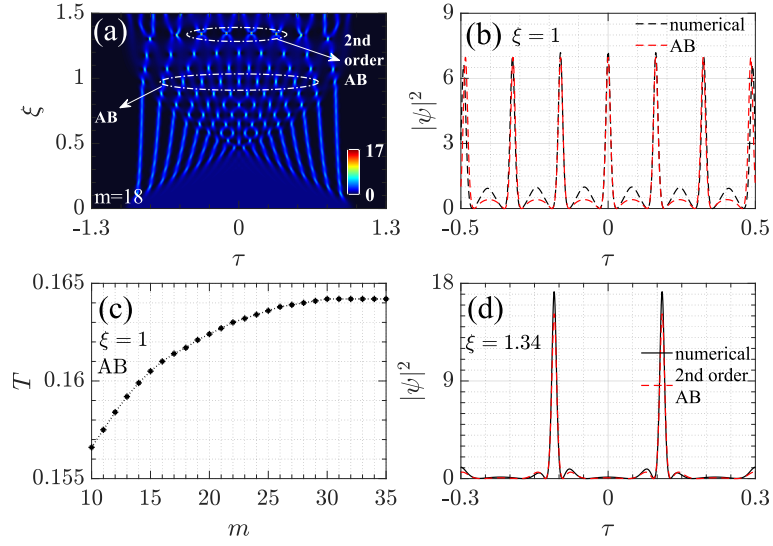 (a)
2nd
order
AB
AB
17
0
m=18
1.5
1
0.5
0
ξ
-1.3
0
1.3
τ
(b)
ξ = 1
numerical
AB
9
6
3
0
|ψ|²
-0.5
0
0.5
τ
(c)
ξ = 1
AB
0.165
0.16
0.155
T
10
15
20
25
30
35
m
(d)
ξ = 1.34
numerical
2nd order
AB
18
9
0
|ψ|²
-0.3
0
0.3
τ